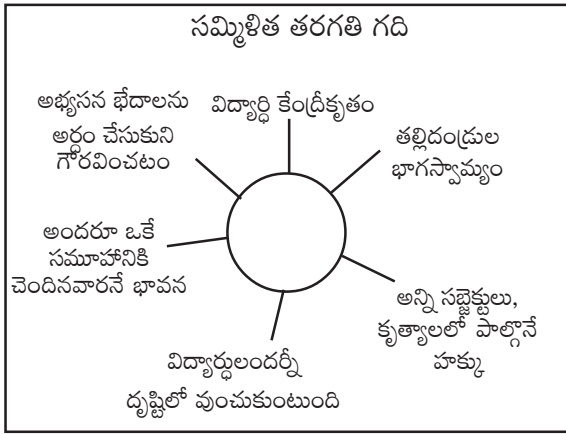 సమ్మిళిత తరగతి గది
విద్యార్థి కేంద్రీకృతం
తల్లిదండ్రుల
భాగస్వామ్యం
అన్ని సబ్జెక్టులు,
కృత్యాలలో పాల్గొనే
హక్కు
విద్యార్థులందర్నీ
దృష్టిలో వుంచుకుంటుంది
అందరూ ఒకే
సమూహానికి
చెందినవారనే భావన
అభ్యసన భేదాలను
అర్థం చేసుకుని
గౌరవించటం